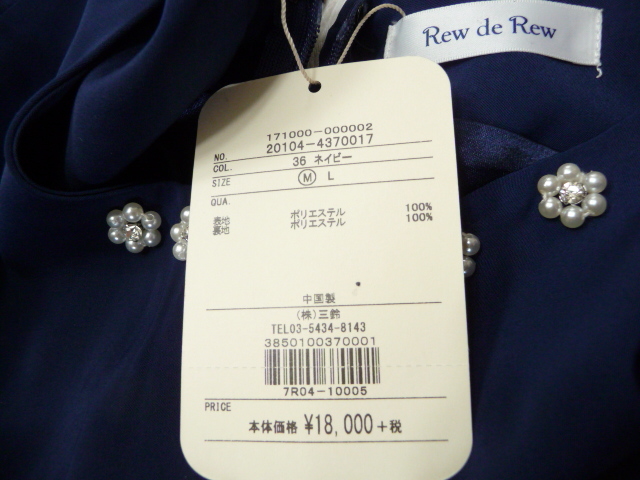 Rew de Rew
171000-000002
NO. 20104-4370017
COL. 36 ネイビー
SIZE Ⓜ L
QUA.
表地 ポリエステル 100%
裏地 ポリエステル 100%
中国製
(株)三鈴
TEL03-5434-8143
3850100370001
7R04-10005
PRICE
本体価格 ¥18,000+税